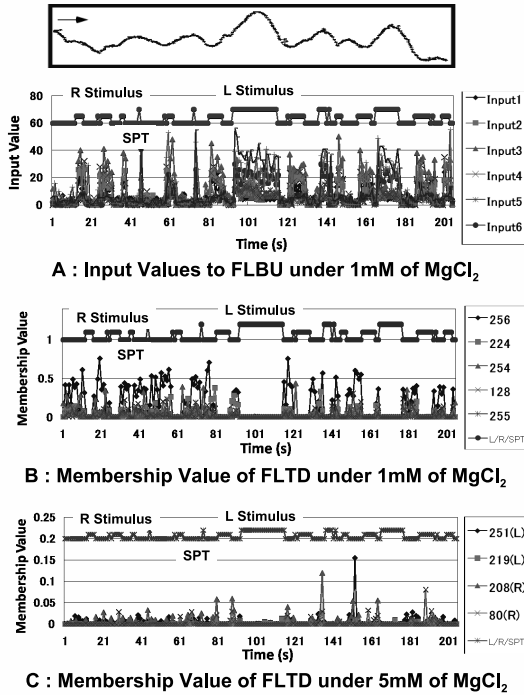 R Stimulus L Stimulus
80
60
40
20
0
Input Value
SPT
1 21 41 61 81 101 121 141 161 181 201
Time (s)
Input1
Input2
Input3
Input4
Input5
Input6
A : Input Values to FLBU under 1mM of MgCl₂
R Stimulus L Stimulus
1
0.5
0
Membership Value
SPT
1 21 41 61 81 101 121 141 161 181 201
Time (s)
256
224
254
128
255
L/R/SPT
B : Membership Value of FLTD under 1mM of MgCl₂
R Stimulus L Stimulus
0.25
0.2
0.15
0.1
0.05
0
Membership Value
SPT
1 21 41 61 81 101 121 141 161 181 201
Time (s)
251(L)
219(L)
208(R)
80(R)
L/R/SPT
C : Membership Value of FLTD under 5mM of MgCl₂